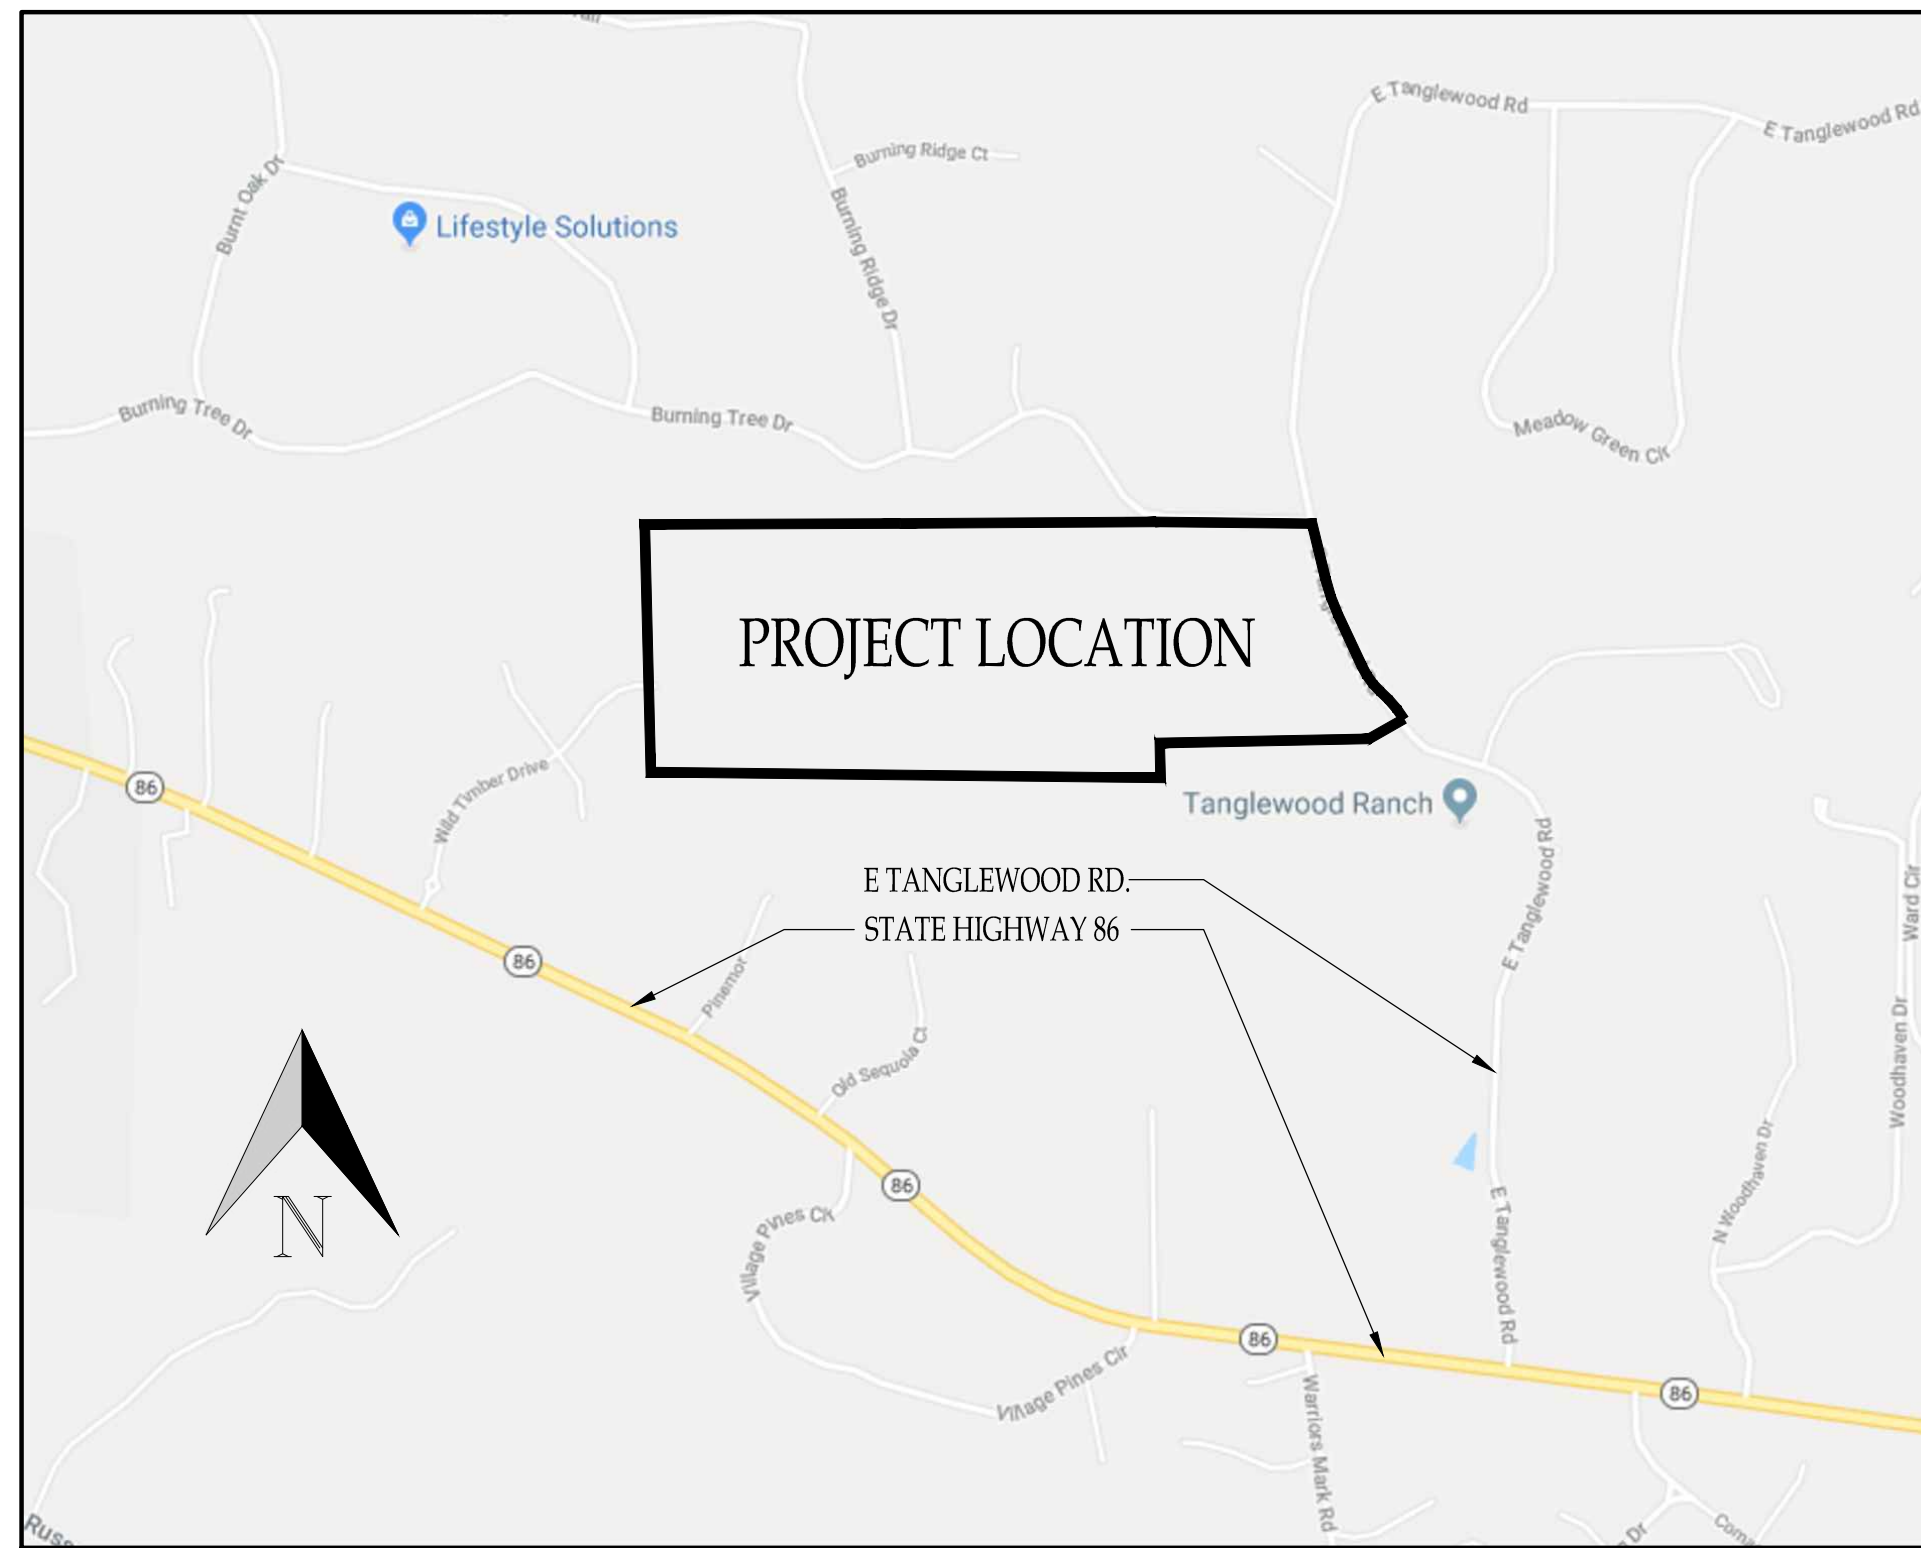 E Tanglewood Rd
E Tanglewood Rd
Burning Ridge Ct
Burnt Oak Dr
Lifestyle Solutions
Burning Ridge Dr
Burning Tree Dr
Burning Tree Dr
Meadow Green Cir
PROJECT LOCATION
86
Wild Timber Drive
Tanglewood Ranch
E Tanglewood Rd
Ward Cir
E TANGLEWOOD RD.
STATE HIGHWAY 86
86
Pinemor
Old Sequoia Ct
Woodhaven Dr
N Woodhaven Dr
N
Village Pines Cir
86
E Tanglewood Rd
86
Village Pines Cir
86
Warriors Mark Rd
Dr